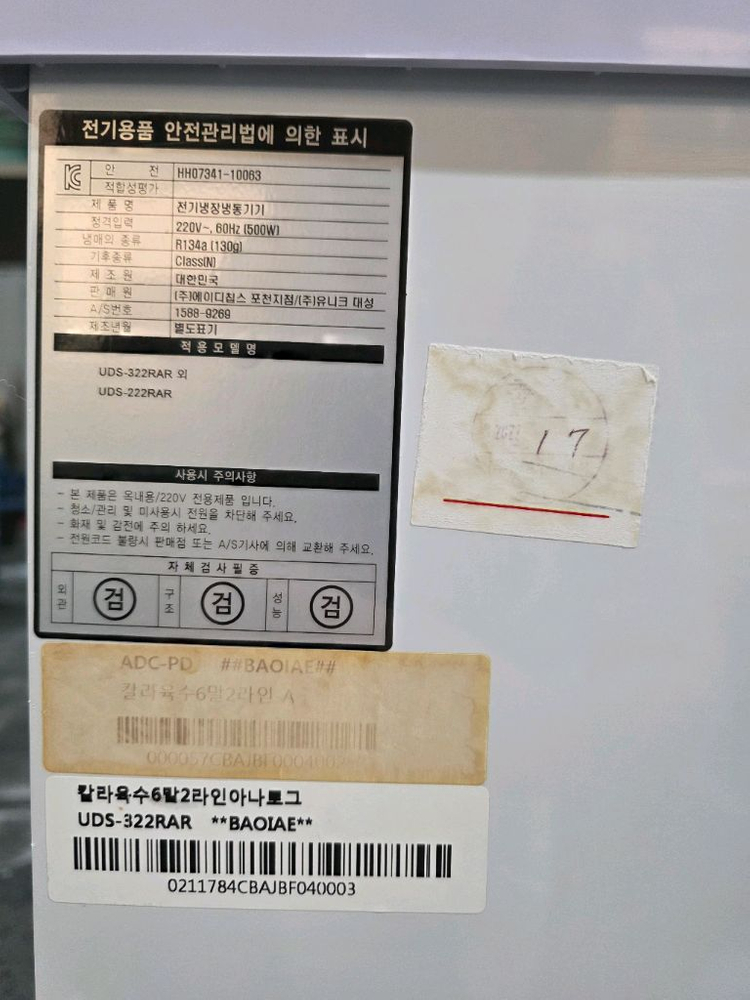 전기용품 안전관리법에 의한 표시
안 전 HH07341-10063
적합성평가
제 품 명 전기냉장냉동기기
정격입력 220V~, 60Hz (500W)
냉매의 종류 R134a (130g)
기후종류 Class(N)
제 조 원 대한민국
판 매 원 (주)에이디칩스 포천지점/(주)유니크 대성
A/S번호 1588-9269
제조년월 별도표기
적 용 모 델 명
UDS-322RAR 외
UDS-222RAR
사용시 주의사항
- 본 제품은 옥내용/220V 전용제품 입니다.
- 청소/관리 및 미사용시 전원을 차단해 주세요.
- 화재 및 감전에 주의 하세요.
- 전원코드 불량시 판매점 또는 A/S기사에 의해 교환해 주세요.
자 체 검 사 필 증
외관 검 구조 검 성능 검
17
ADC-PD ##BAOIAE##
칼라육수6말2라인 A
칼라육수6말2라인아나토그
UDS-322RAR **BAOIAE**
0211784CBAJBF040003